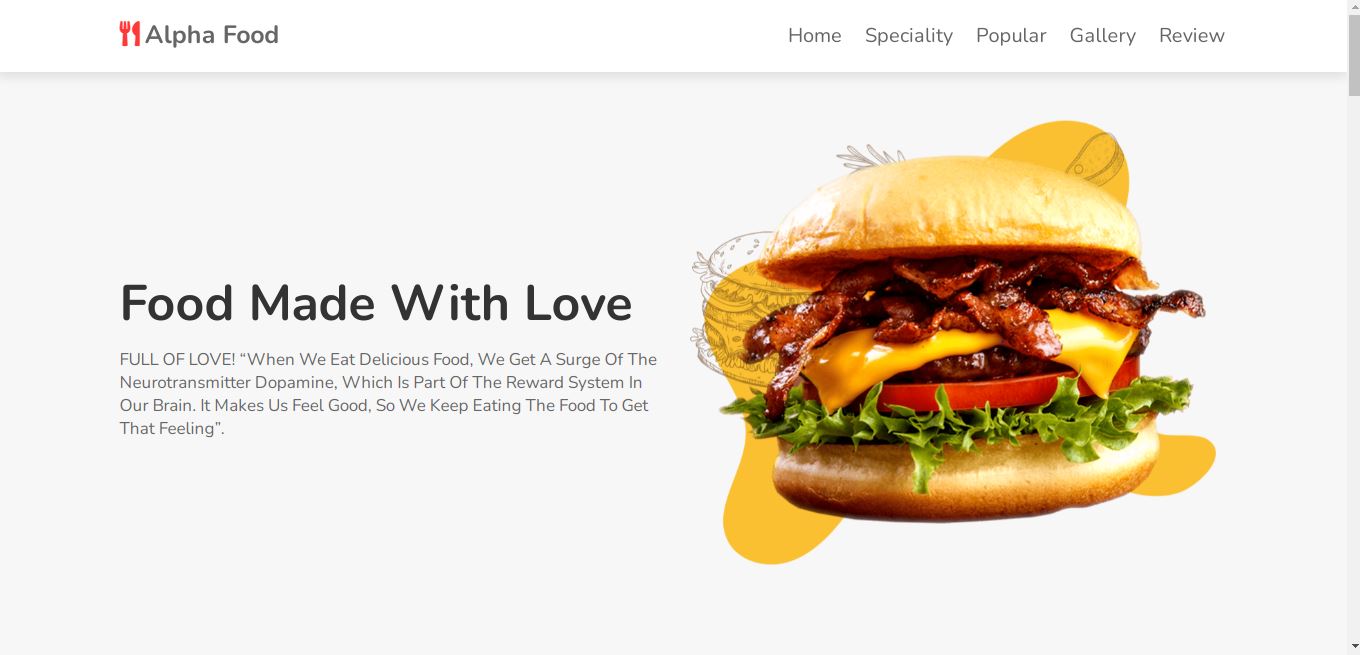 Alpha Food
Home Speciality Popular Gallery Review
Food Made With Love
FULL OF LOVE! “When We Eat Delicious Food, We Get A Surge Of The
Neurotransmitter Dopamine, Which Is Part Of The Reward System In
Our Brain. It Makes Us Feel Good, So We Keep Eating The Food To Get
That Feeling”.